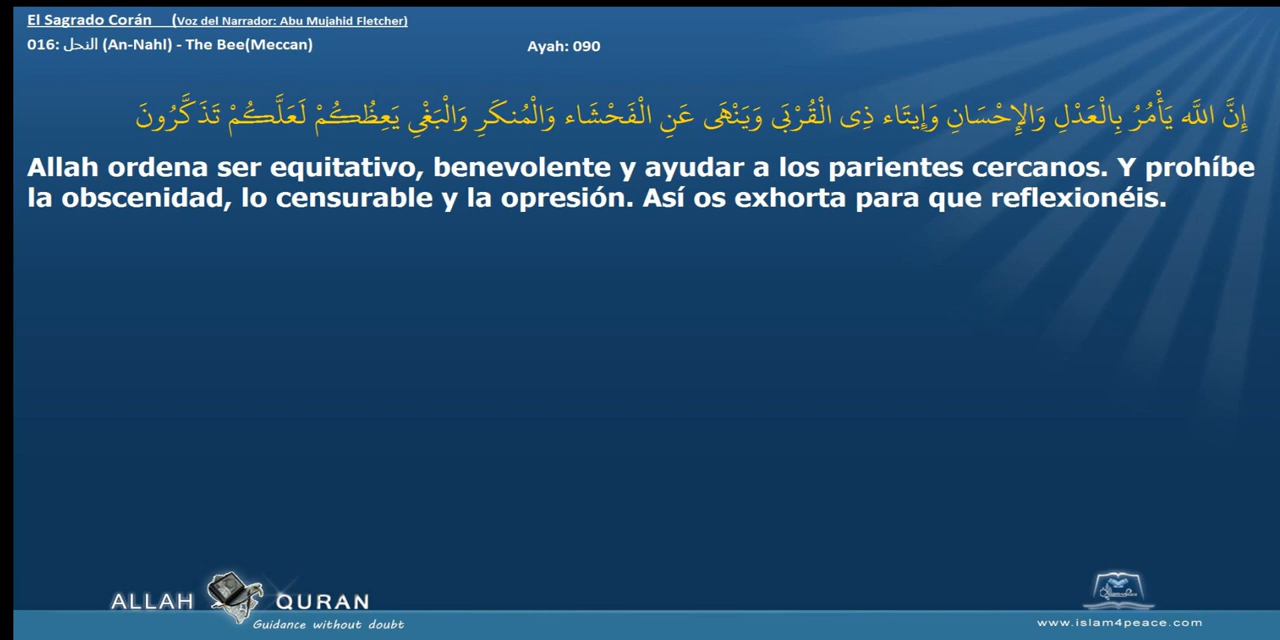 El Sagrado Corán (Voz del Narrador: Abu Mujahid Fletcher)
016: النحل (An-Nahl) - The Bee(Meccan) Ayah: 090
إِنَّ اللَّه يَأْمُرُ بِالْعَدْلِ وَالإِحْسَانِ وَإِيتَاء ذِى الْقُرْبَى وَيَنْهَى عَنِ الْفَحْشَاء وَالْمُنكَرِ وَالْبَغْىِ يَعِظُكُمْ لَعَلَّكُمْ تَذَكَّرُونَ
Allah ordena ser equitativo, benevolente y ayudar a los parientes cercanos. Y prohíbe
la obscenidad, lo censurable y la opresión. Así os exhorta para que reflexionéis.
ALLAH QURAN
Guidance without doubt
www.islam4peace.com